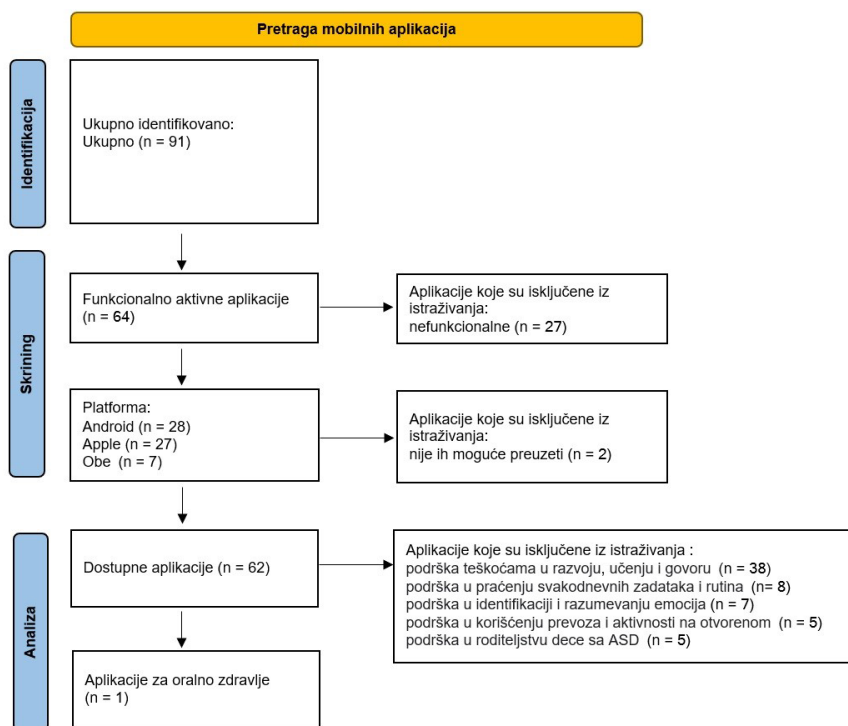 Pretraga mobilnih aplikacija
Identifikacija
Ukupno identifikovano:
Ukupno (n = 91)
Skrining
Funkcionalno aktivne aplikacije
(n = 64)
Aplikacije koje su isključene iz
istraživanja:
nefunkcionalne (n = 27)
Platforma:
Android (n = 28)
Apple (n = 27)
Obe (n = 7)
Aplikacije koje su isključene iz
istraživanja:
nije ih moguće preuzeti (n = 2)
Analiza
Dostupne aplikacije (n = 62)
Aplikacije koje su isključene iz istraživanja :
podrška teškoćama u razvoju, učenju i govoru (n = 38)
podrška u praćenju svakodnevnih zadataka i rutina (n= 8)
podrška u identifikaciji i razumevanju emocija (n = 7)
podrška u korišćenju prevoza i aktivnosti na otvorenom (n = 5)
podrška u roditeljstvu dece sa ASD (n = 5)
Aplikacije za oralno zdravlje
(n = 1)